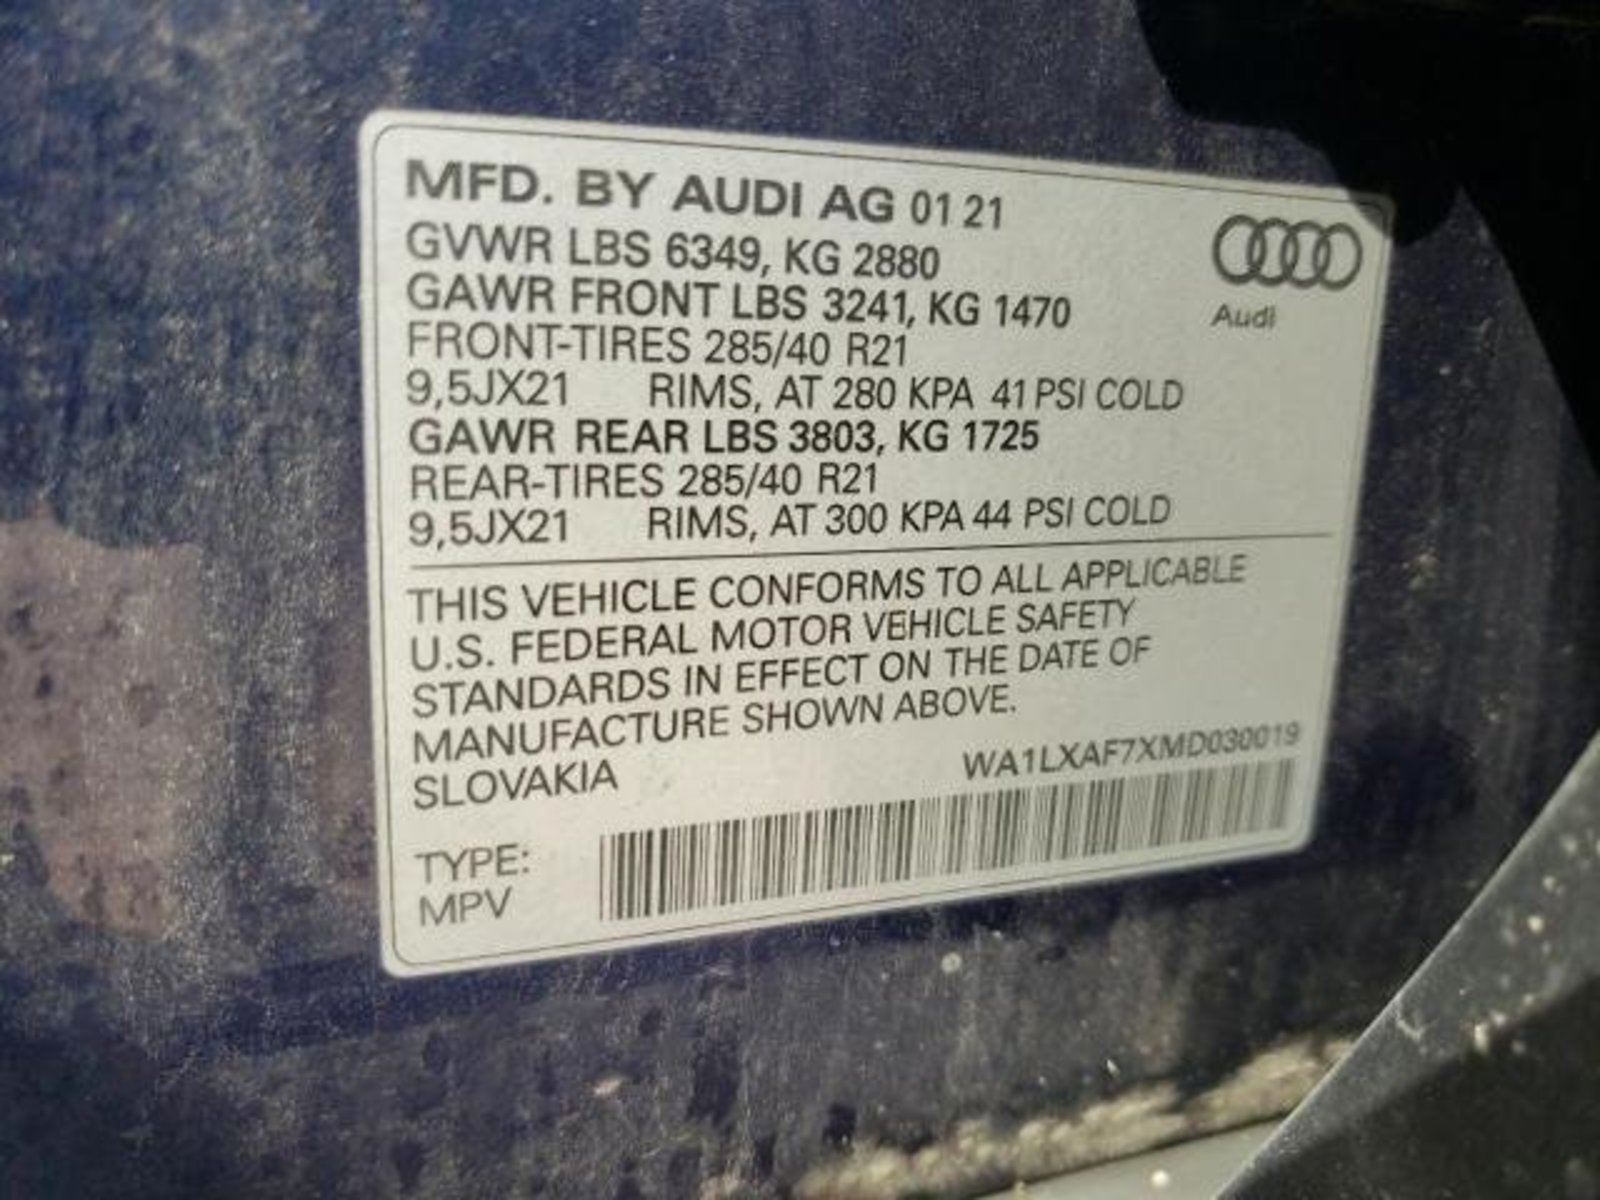 MFD. BY AUDI AG 01 21
GVWR LBS 6349, KG 2880
GAWR FRONT LBS 3241, KG 1470
FRONT-TIRES 285/40 R21
9,5JX21 RIMS, AT 280 KPA 41 PSI COLD
GAWR REAR LBS 3803, KG 1725
REAR-TIRES 285/40 R21
9,5JX21 RIMS, AT 300 KPA 44 PSI COLD
Audi
THIS VEHICLE CONFORMS TO ALL APPLICABLE
U.S. FEDERAL MOTOR VEHICLE SAFETY
STANDARDS IN EFFECT ON THE DATE OF
MANUFACTURE SHOWN ABOVE.
SLOVAKIA
WA1LXAF7XMD030019
TYPE:
MPV